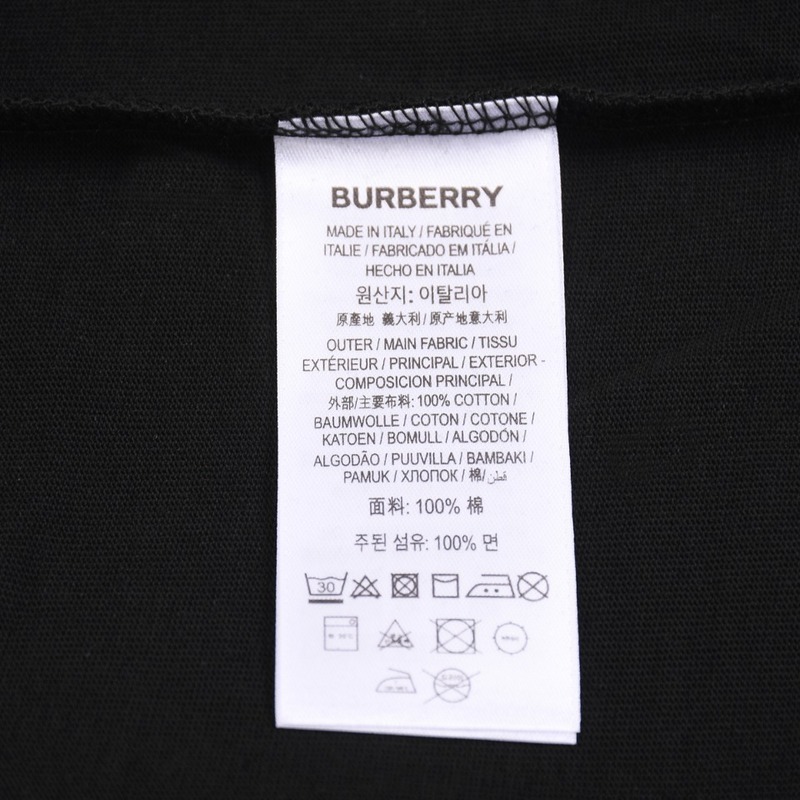 BURBERRY
MADE IN ITALY / FABRIQUÉ EN
ITALIE / FABRICADO EM ITÁLIA /
HECHO EN ITALIA
원산지: 이탈리아
原產地 義大利 / 原产地意大利
OUTER / MAIN FABRIC / TISSU
EXTÉRIEUR / PRINCIPAL / EXTERIOR -
COMPOSICION PRINCIPAL /
外部/主要布料: 100% COTTON /
BAUMWOLLE / COTON / COTONE /
KATOEN / BOMULL / ALGODÓN /
ALGODÃO / PUUVILLA / BAMBAKI /
PAMUK / ХЛОПОК / 棉/ قطن
面料: 100% 棉
주된 섬유: 100% 면
30